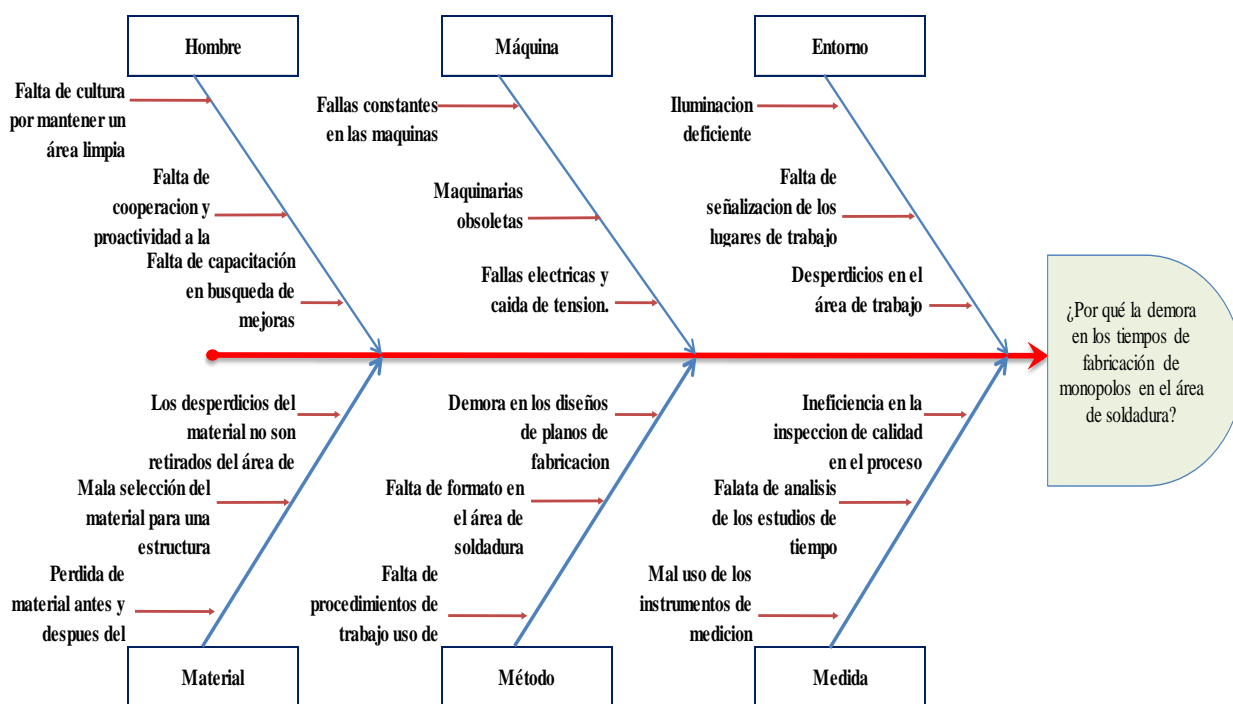 Hombre
Máquina
Entorno
Falta de cultura
por mantener un
área limpia
Falta de
cooperacion y
proactividad a la
Falta de capacitación
en busqueda de
mejoras
Fallas constantes
en las maquinas
Maquinarias
obsoletas
Fallas electricas y
caida de tension.
Iluminacion
deficiente
Falta de
señalizacion de los
lugares de trabajo
Desperdicios en el
área de trabajo
¿Por qué la demora
en los tiempos de
fabricación de
monopolos en el área
de soldadura?
Los desperdicios del
material no son
retirados del área de
Mala selección del
material para una
estructura
Perdida de
material antes y
despues del
Demora en los diseños
de planos de
fabricacion
Falta de formato en
el área de
soldadura
Falta de
procedimientos de
trabajo uso de
Ineficiencia en la
inspeccion de calidad
en el proceso
Falata de analisis
de los estudios de
tiempo
Mal uso de los
instrumentos de
medicion
Material
Método
Medida